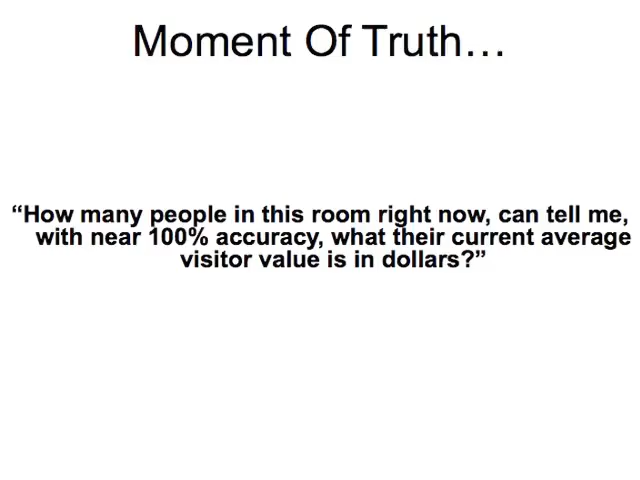 Moment Of Truth…
“How many people in this room right now, can tell me,
with near 100% accuracy, what their current average
visitor value is in dollars?”